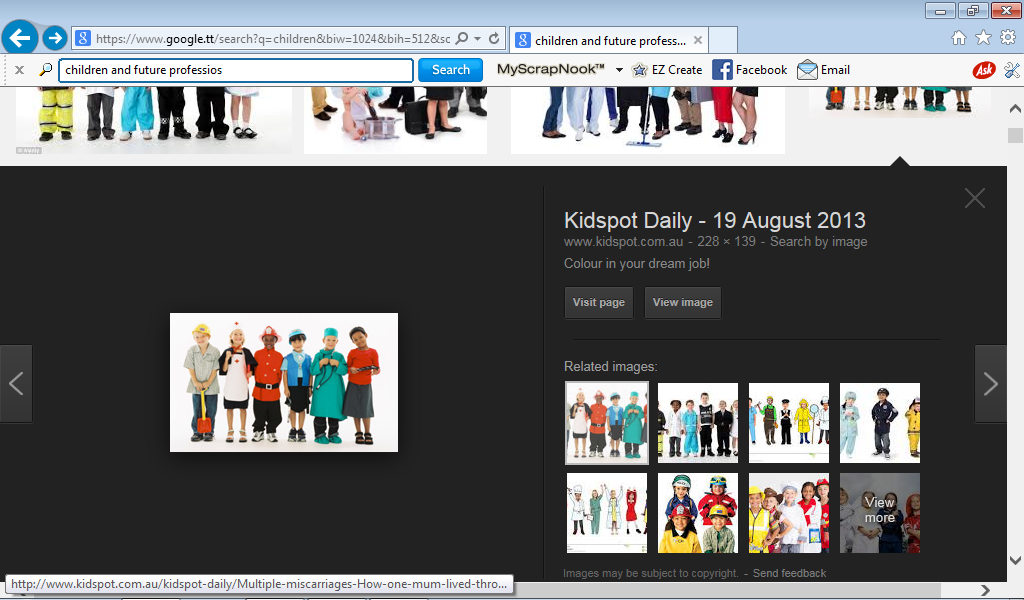 https://www.google.tt/search?q=children&biw=1024&bih=512&sc
children and future profess...
children and future professios
Search
MyScrapNook™
EZ Create
Facebook
Email
Ask
Kidspot Daily - 19 August 2013
www.kidspot.com.au - 228 × 139 - Search by image
Colour in your dream job!
Visit page
View image
Related images:
View more
Images may be subject to copyright. - Send feedback
http://www.kidspot.com.au/kidspot-daily/Multiple-miscarriages-How-one-mum-lived-thro...